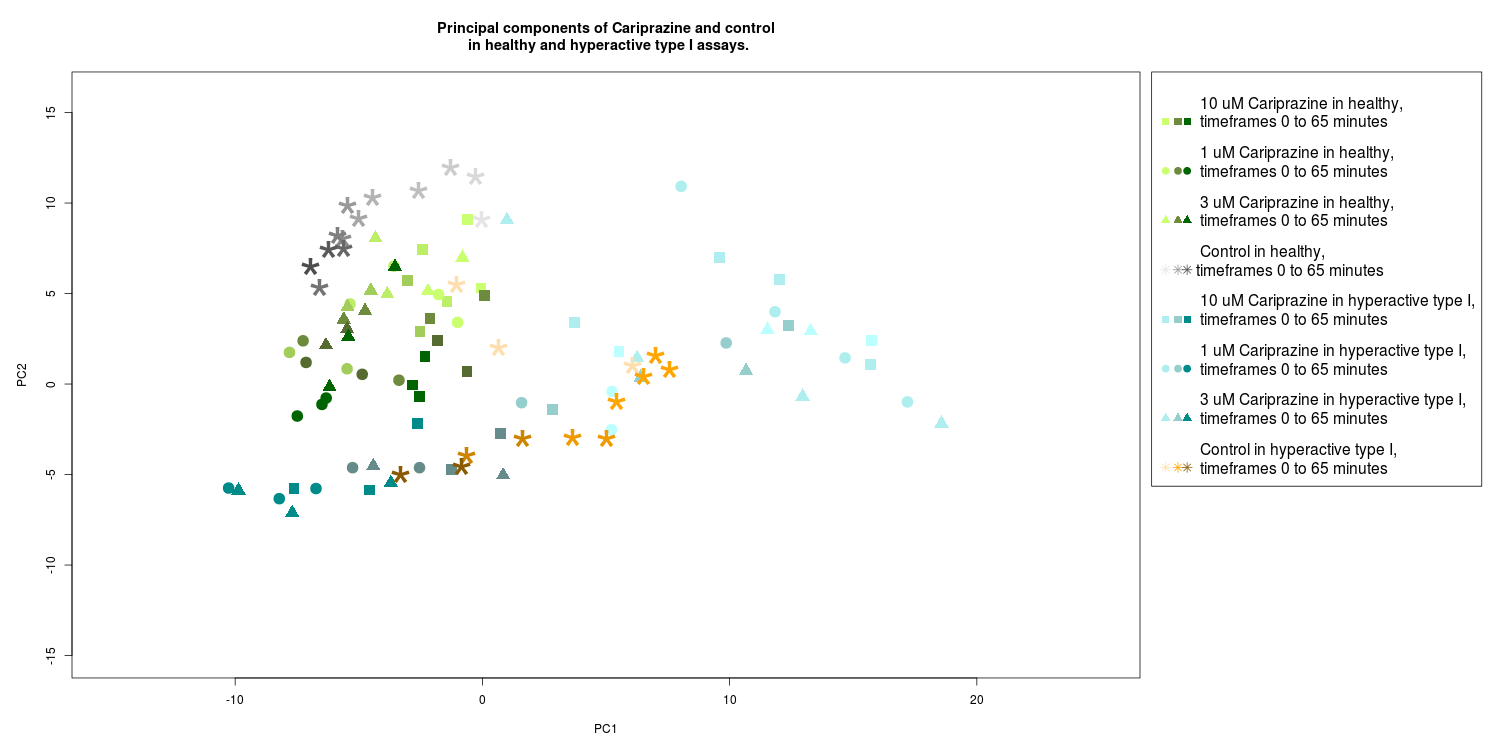 Principal components of Cariprazine and control
in healthy and hyperactive type I assays.
15
10
5
0
-5
-10
-15
PC2
-10
0
10
20
PC1
10 uM Cariprazine in healthy,
timeframes 0 to 65 minutes
1 uM Cariprazine in healthy,
timeframes 0 to 65 minutes
3 uM Cariprazine in healthy,
timeframes 0 to 65 minutes
Control in healthy,
timeframes 0 to 65 minutes
10 uM Cariprazine in hyperactive type I,
timeframes 0 to 65 minutes
1 uM Cariprazine in hyperactive type I,
timeframes 0 to 65 minutes
3 uM Cariprazine in hyperactive type I,
timeframes 0 to 65 minutes
Control in hyperactive type I,
timeframes 0 to 65 minutes